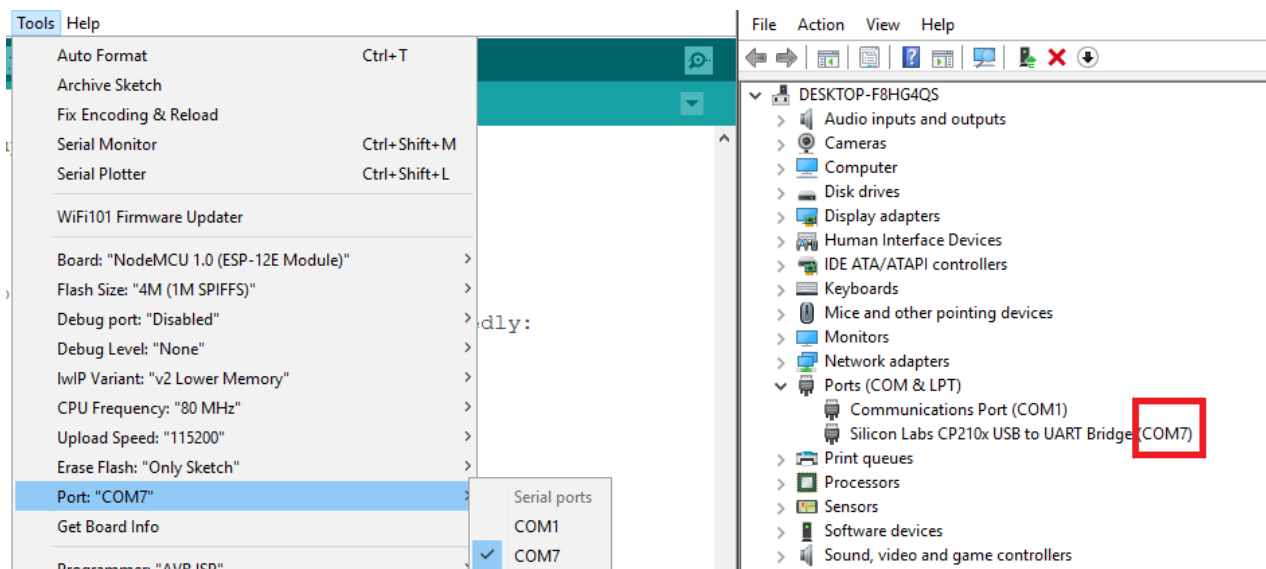 Tools Help
Auto Format Ctrl+T
Archive Sketch
Fix Encoding & Reload
Serial Monitor Ctrl+Shift+M
Serial Plotter Ctrl+Shift+L
WiFi101 Firmware Updater
Board: "NodeMCU 1.0 (ESP-12E Module)"
Flash Size: "4M (1M SPIFFS)"
Debug port: "Disabled"
Debug Level: "None"
lwIP Variant: "v2 Lower Memory"
CPU Frequency: "80 MHz"
Upload Speed: "115200"
Erase Flash: "Only Sketch"
Port: "COM7"
Get Board Info
Programmer: "AVR ISP"
dly:
Serial ports
COM1
COM7
File Action View Help
DESKTOP-F8HG4QS
Audio inputs and outputs
Cameras
Computer
Disk drives
Display adapters
Human Interface Devices
IDE ATA/ATAPI controllers
Keyboards
Mice and other pointing devices
Monitors
Network adapters
Ports (COM & LPT)
Communications Port (COM1)
Silicon Labs CP210x USB to UART Bridge (COM7)
Print queues
Processors
Sensors
Software devices
Sound, video and game controllers